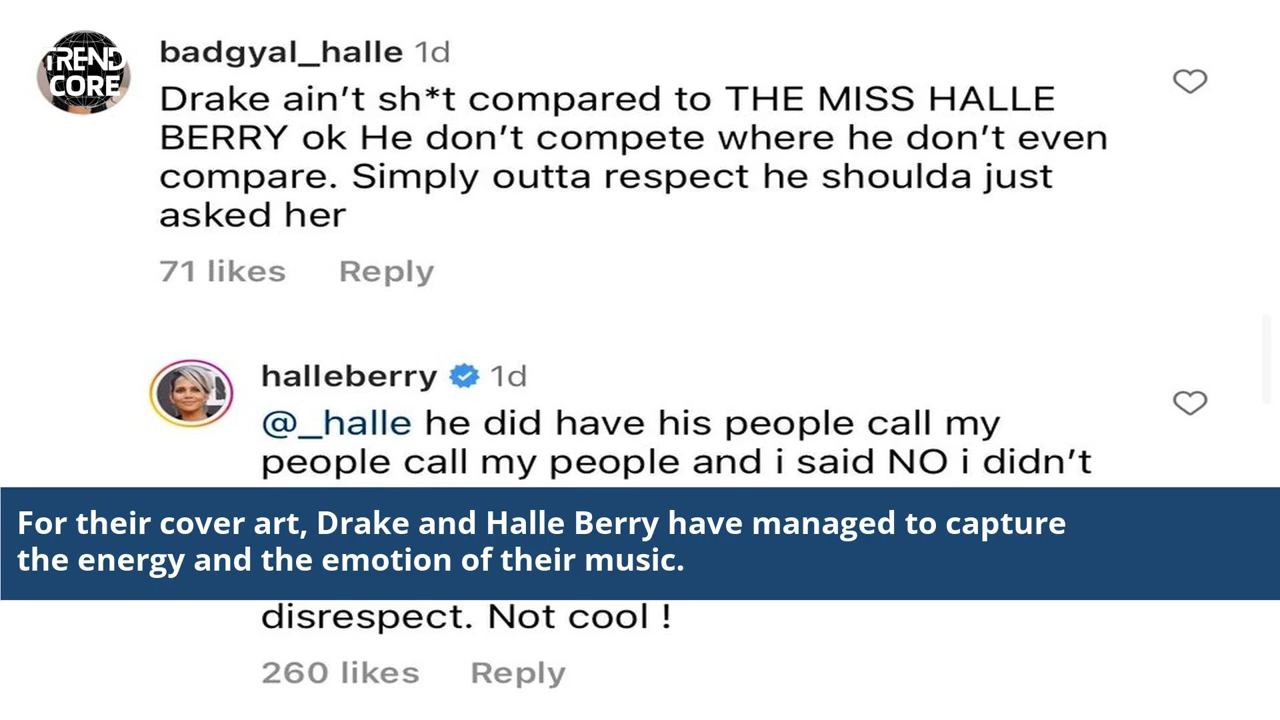 TREND
CORE
badgyal_halle 1d
Drake ain’t sh*t compared to THE MISS HALLE
BERRY ok He don’t compete where he don’t even
compare. Simply outta respect he shoulda just
asked her
71 likes Reply
halleberry 1d
@_halle he did have his people call my
people call my people and i said NO i didn’t
For their cover art, Drake and Halle Berry have managed to capture
the energy and the emotion of their music.
disrespect. Not cool !
260 likes Reply